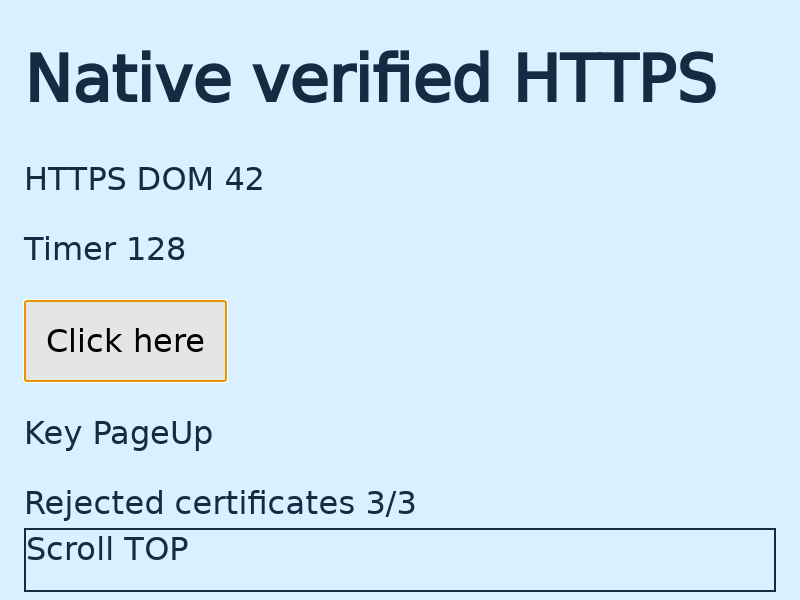 Native verified HTTPS
HTTPS DOM 42
Timer 128
Click here
Key PageUp
Rejected certificates 3/3
Scroll TOP